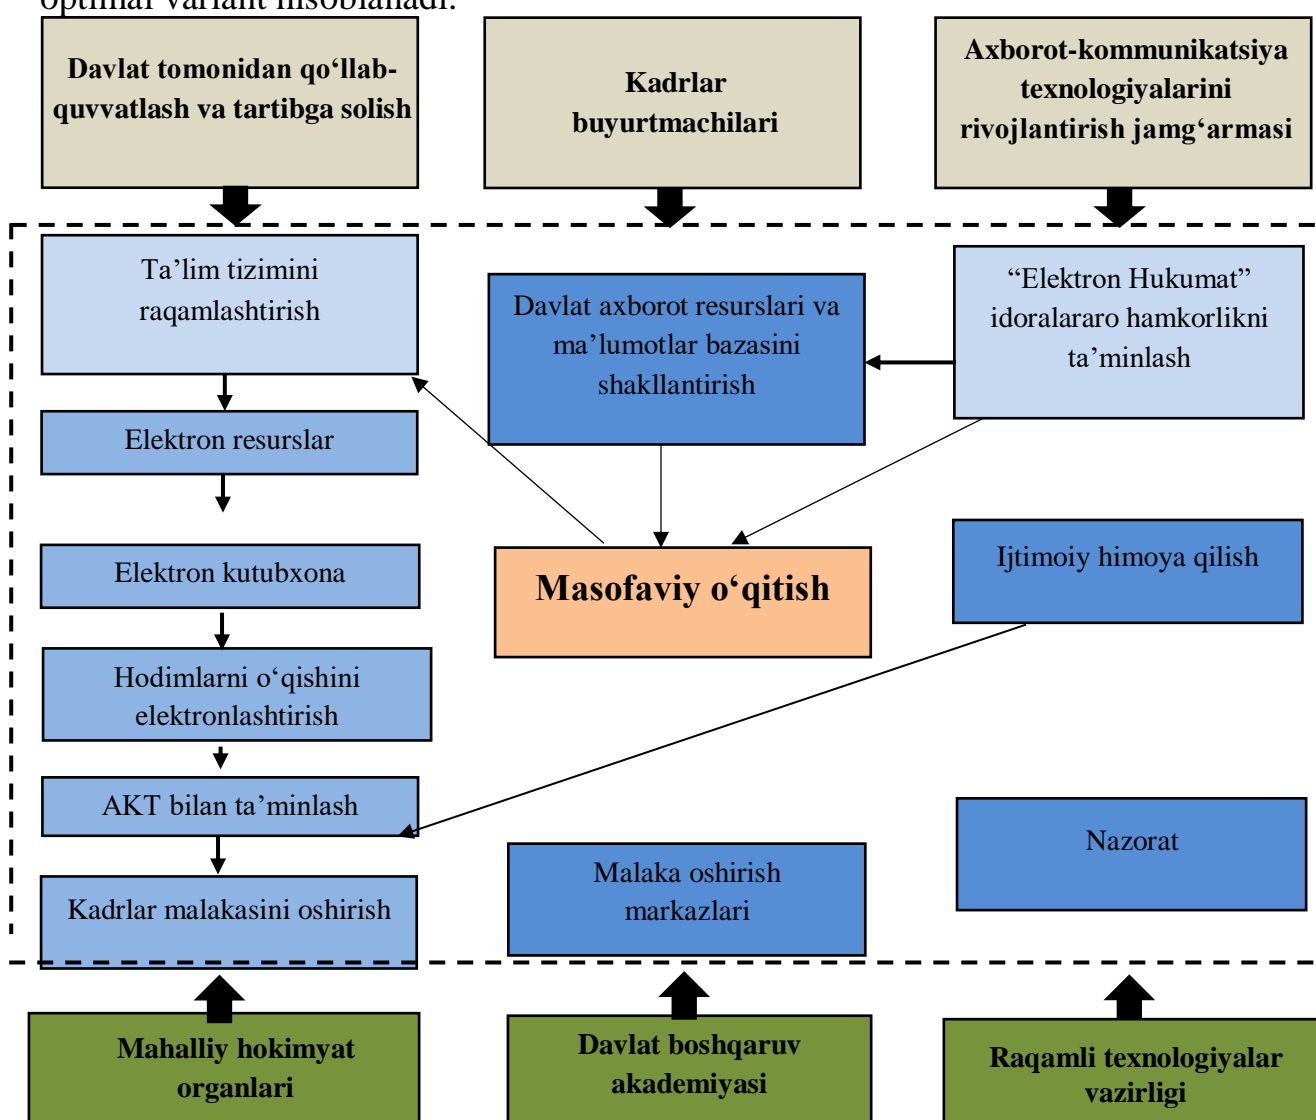 optimal variant hisoblanadi.
Davlat tomonidan qo‘llab-
quvvatlash va tartibga solish
Kadrlar
buyurtmachilari
Axborot-kommunikatsiya
texnologiyalarini
rivojlantirish jamg‘armasi
Ta’lim tizimini
raqamlashtirish
Davlat axborot resurslari va
ma’lumotlar bazasini
shakllantirish
“Elektron Hukumat”
idoralararo hamkorlikni
ta’minlash
Elektron resurslar
Elektron kutubxona
Masofaviy o‘qitish
Ijtimoiy himoya qilish
Hodimlarni o‘qishini
elektronlashtirish
AKT bilan ta’minlash
Nazorat
Malaka oshirish
markazlari
Kadrlar malakasini oshirish
Mahalliy hokimyat
organlari
Davlat boshqaruv
akademiyasi
Raqamli texnologiyalar
vazirligi